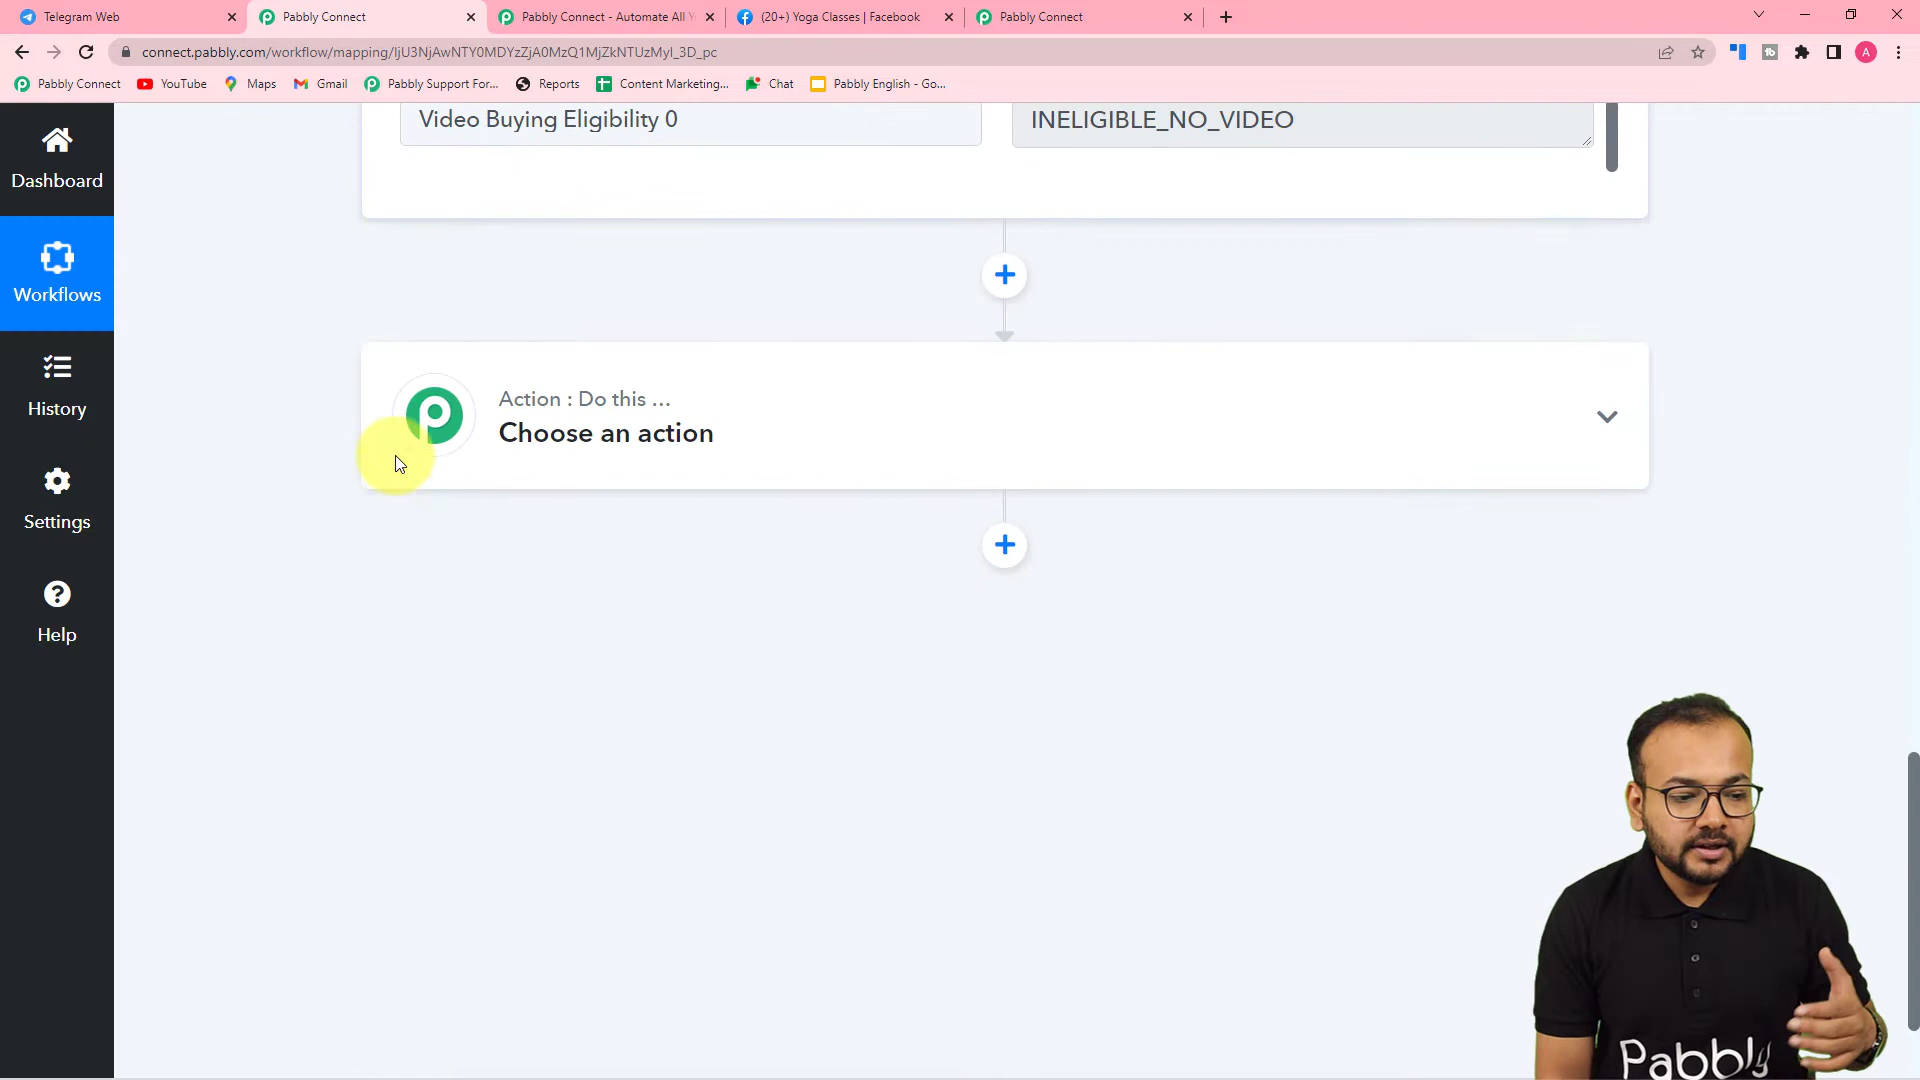 Telegram Web
Pabbly Connect
Pabbly Connect - Automate All Y
(20+) Yoga Classes | Facebook
Pabbly Connect
connect.pabbly.com/workflow/mapping/IjU3NjAwNTY0MDYzZjA0MzQ1MjZkNTUzMyI_3D_pc
A
Pabbly Connect
YouTube
Maps
Gmail
Pabbly Support For...
Reports
Content Marketing...
Chat
Pabbly English - Go...
Dashboard
Workflows
History
Settings
Help
Video Buying Eligibility 0
INELIGIBLE_NO_VIDEO
Action : Do this ...
Choose an action
Pabbly